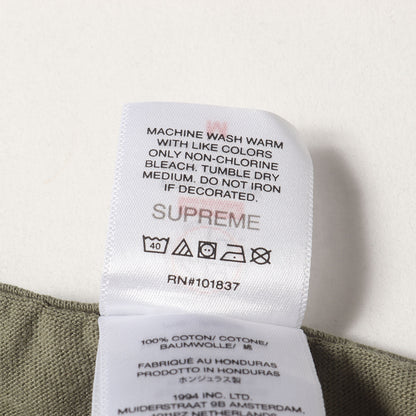 MACHINE WASH WARM
WITH LIKE COLORS
ONLY NON-CHLORINE
BLEACH. TUMBLE DRY
MEDIUM. DO NOT IRON
IF DECORATED.
SUPREME
40
RN#101837
100% COTTON/ COTONE/
BAUMWOLLE/ 綿
FABRIQUÉ AU HONDURAS
PRODOTTO IN HONDURAS
ホンジュラス製
1994 INC.
MUIDERSTRAAT 9B AMSTERDAM,
NETHERLANDS